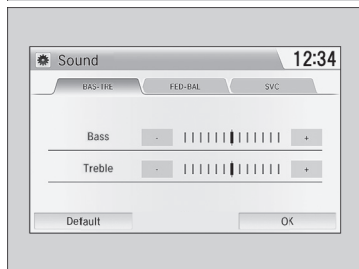 Sound 12:34
BAS-TRE FED-BAL SVC
Bass - +
Treble - +
Default OK